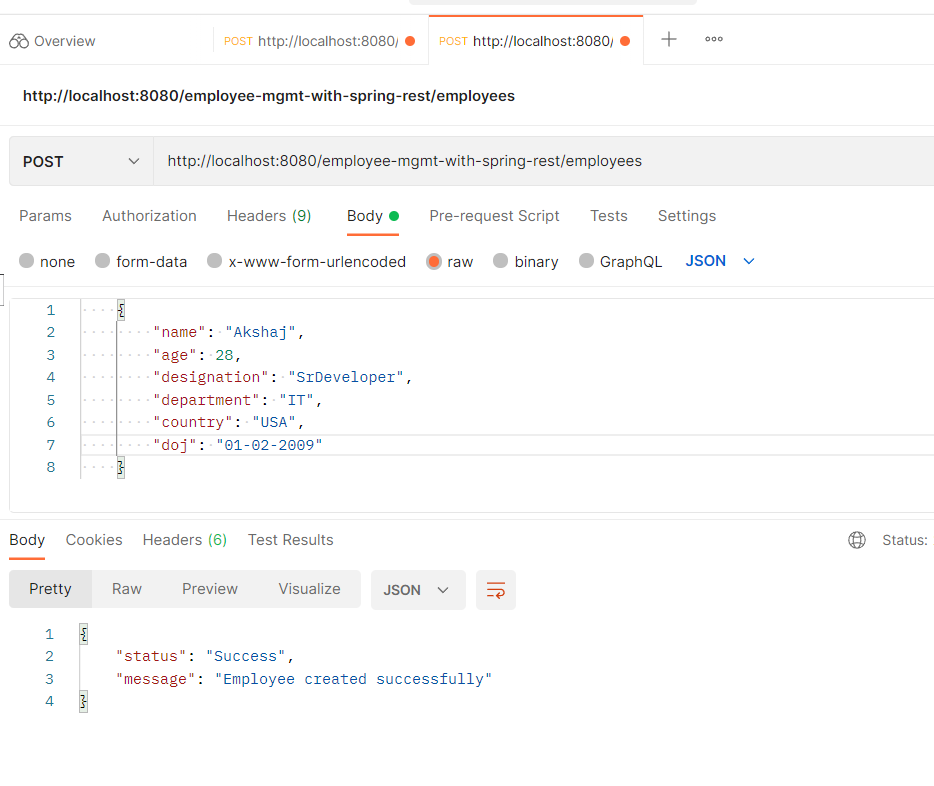 Overview
POST http://localhost:8080/
POST http://localhost:8080/
http://localhost:8080/employee-mgmt-with-spring-rest/employees
POST http://localhost:8080/employee-mgmt-with-spring-rest/employees
Params Authorization Headers (9) Body Pre-request Script Tests Settings
none form-data x-www-form-urlencoded raw binary GraphQL JSON
1 {
2 "name": "Akshaj",
3 "age": 28,
4 "designation": "SrDeveloper",
5 "department": "IT",
6 "country": "USA",
7 "doj": "01-02-2009"
8 }
Body Cookies Headers (6) Test Results Status:
Pretty Raw Preview Visualize JSON
1 {
2 "status": "Success",
3 "message": "Employee created successfully"
4 }